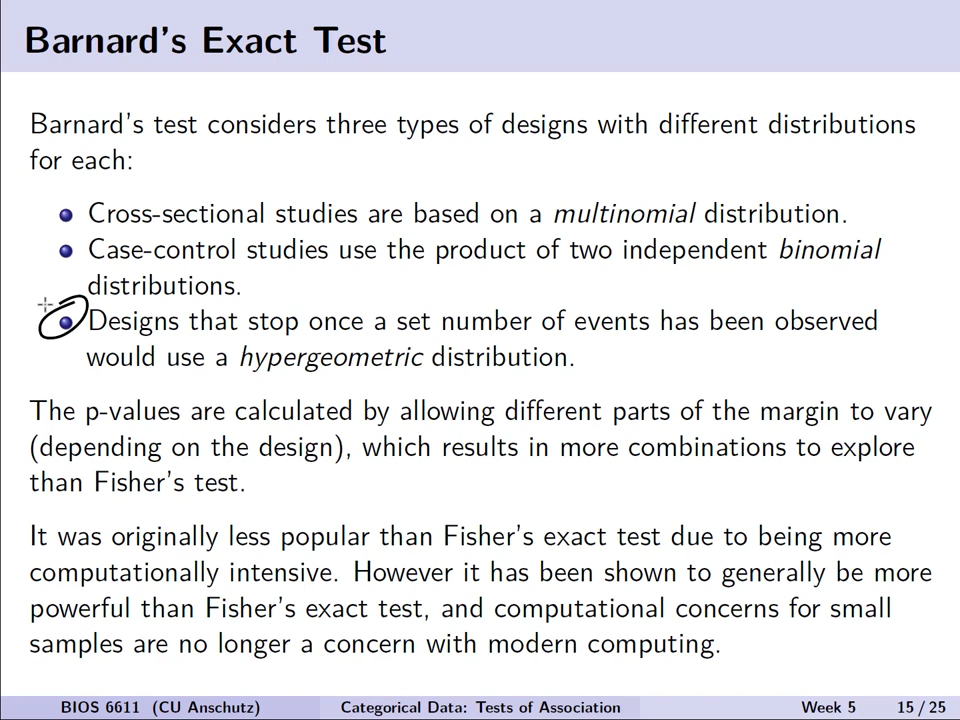 Barnard's Exact Test
Barnard's test considers three types of designs with different distributions
for each:
Cross-sectional studies are based on a multinomial distribution.
Case-control studies use the product of two independent binomial
distributions.
Designs that stop once a set number of events has been observed
would use a hypergeometric distribution.
The p-values are calculated by allowing different parts of the margin to vary
(depending on the design), which results in more combinations to explore
than Fisher's test.
It was originally less popular than Fisher's exact test due to being more
computationally intensive. However it has been shown to generally be more
powerful than Fisher's exact test, and computational concerns for small
samples are no longer a concern with modern computing.
BIOS 6611 (CU Anschutz) Categorical Data: Tests of Association Week 5 15 / 25